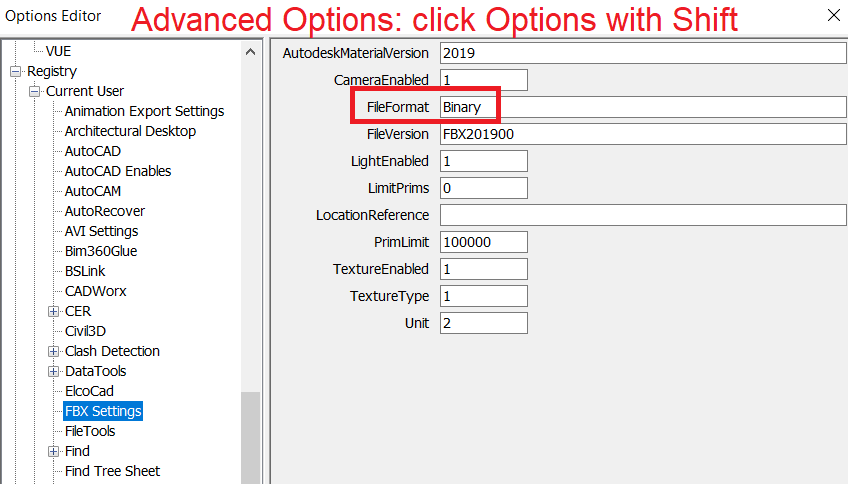 Options Editor
Advanced Options: click Options with Shift
VUE
Registry
Current User
Animation Export Settings
Architectural Desktop
AutoCAD
AutoCAD Enables
AutoCAM
AutoRecover
AVI Settings
Bim360Glue
BSLink
CADWorx
CER
Civil3D
Clash Detection
DataTools
ElcoCad
FBX Settings
FileTools
Find
Find Tree Sheet
AutodeskMaterialVersion 2019
CameraEnabled 1
FileFormat Binary
FileVersion FBX201900
LightEnabled 1
LimitPrims 0
LocationReference
PrimLimit 100000
TextureEnabled 1
TextureType 1
Unit 2